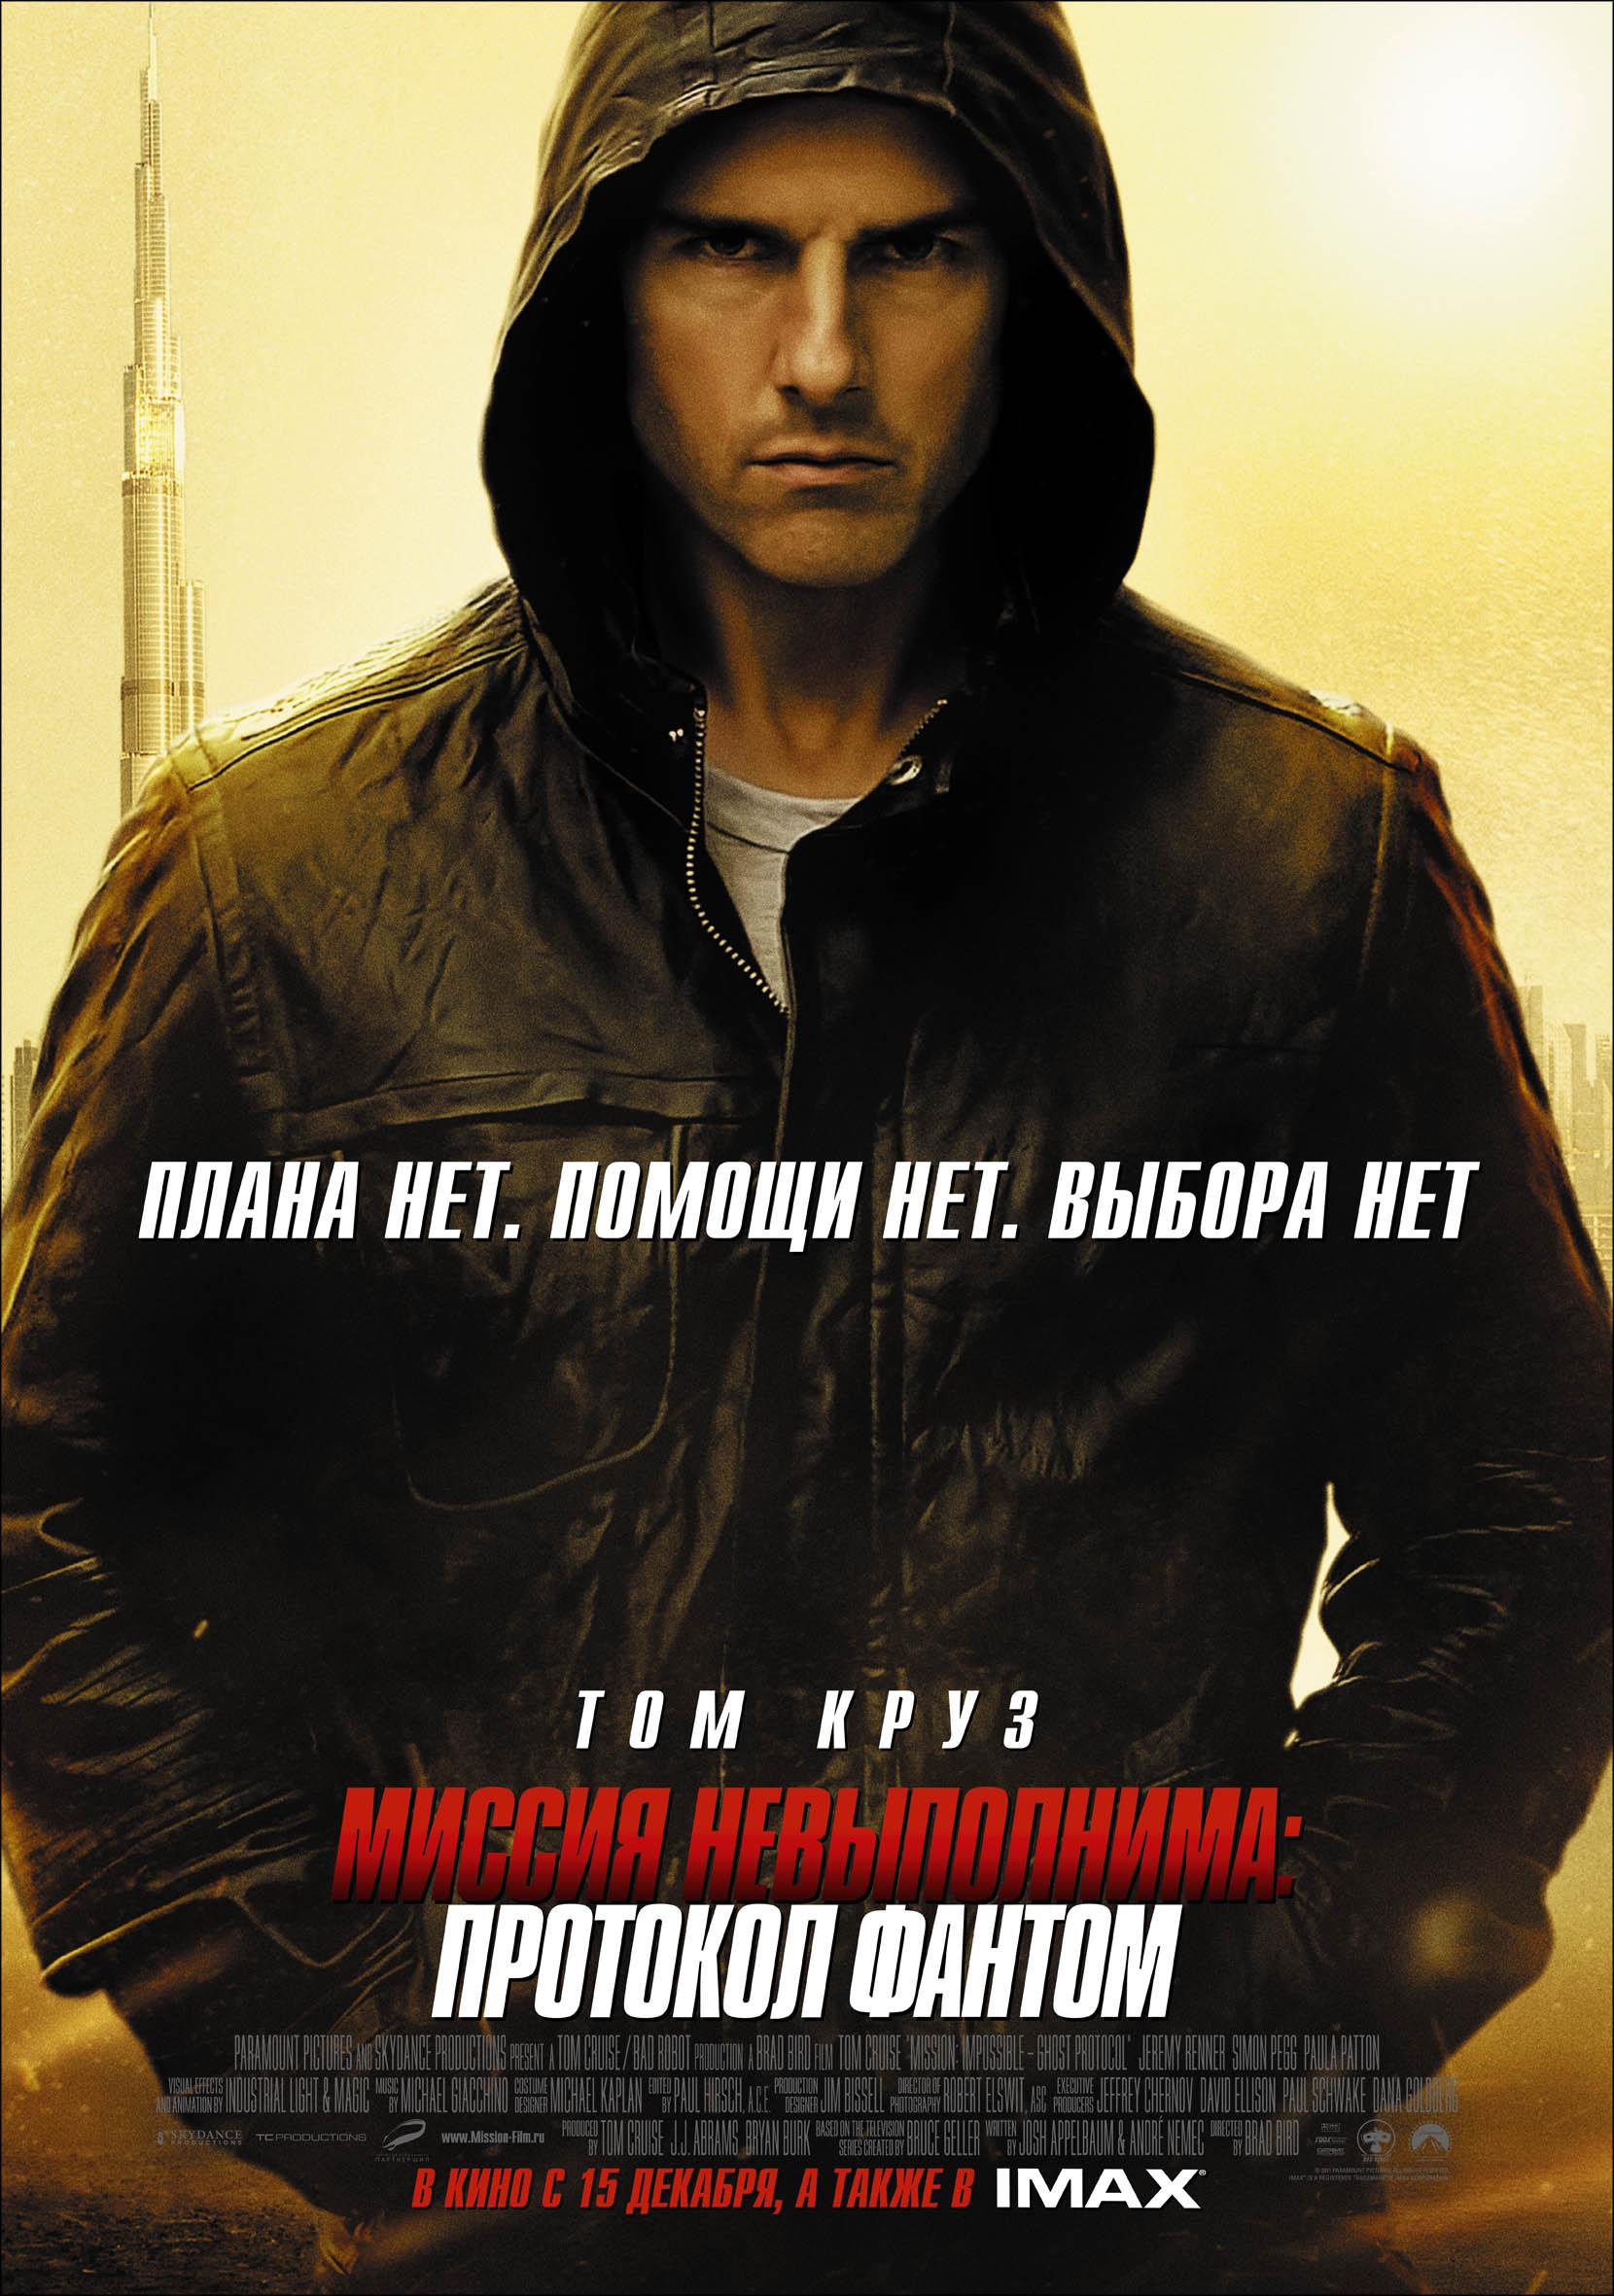 ПЛАНА НЕТ. ПОМОЩИ НЕТ. ВЫБОРА НЕТ
ТОМ КРУЗ
МИССИЯ НЕВЫПОЛНИМА:
ПРОТОКОЛ ФАНТОМ
PARAMOUNT PICTURES AND SKYDANCE PRODUCTIONS PRESENT A TOM CRUISE/BAD ROBOT PRODUCTION A BRAD BIRD FILM TOM CRUISE "MISSION: IMPOSSIBLE – GHOST PROTOCOL" JEREMY RENNER SIMON PEGG PAULA PATTON
VISUAL EFFECTS AND ANIMATION BY INDUSTRIAL LIGHT & MAGIC MUSIC BY MICHAEL GIACCHINO COSTUME DESIGNER MICHAEL KAPLAN EDITED BY PAUL HIRSCH, A.C.E. PRODUCTION DESIGNER JIM BISSELL DIRECTOR OF PHOTOGRAPHY ROBERT ELSWIT, ASC EXECUTIVE PRODUCERS JEFFREY CHERNOV DAVID ELLISON PAUL SCHWAKE DANA GOLDBERG
SKYDANCE PRODUCTIONS TC PRODUCTIONS www.Mission-Film.ru PRODUCED BY TOM CRUISE J.J. ABRAMS BRYAN BURK BASED ON THE TELEVISION SERIES CREATED BY BRUCE GELLER WRITTEN BY JOSH APPELBAUM & ANDRÉ NEMEC DIRECTED BY BRAD BIRD
В КИНО С 15 ДЕКАБРЯ, А ТАКЖЕ В IMAX